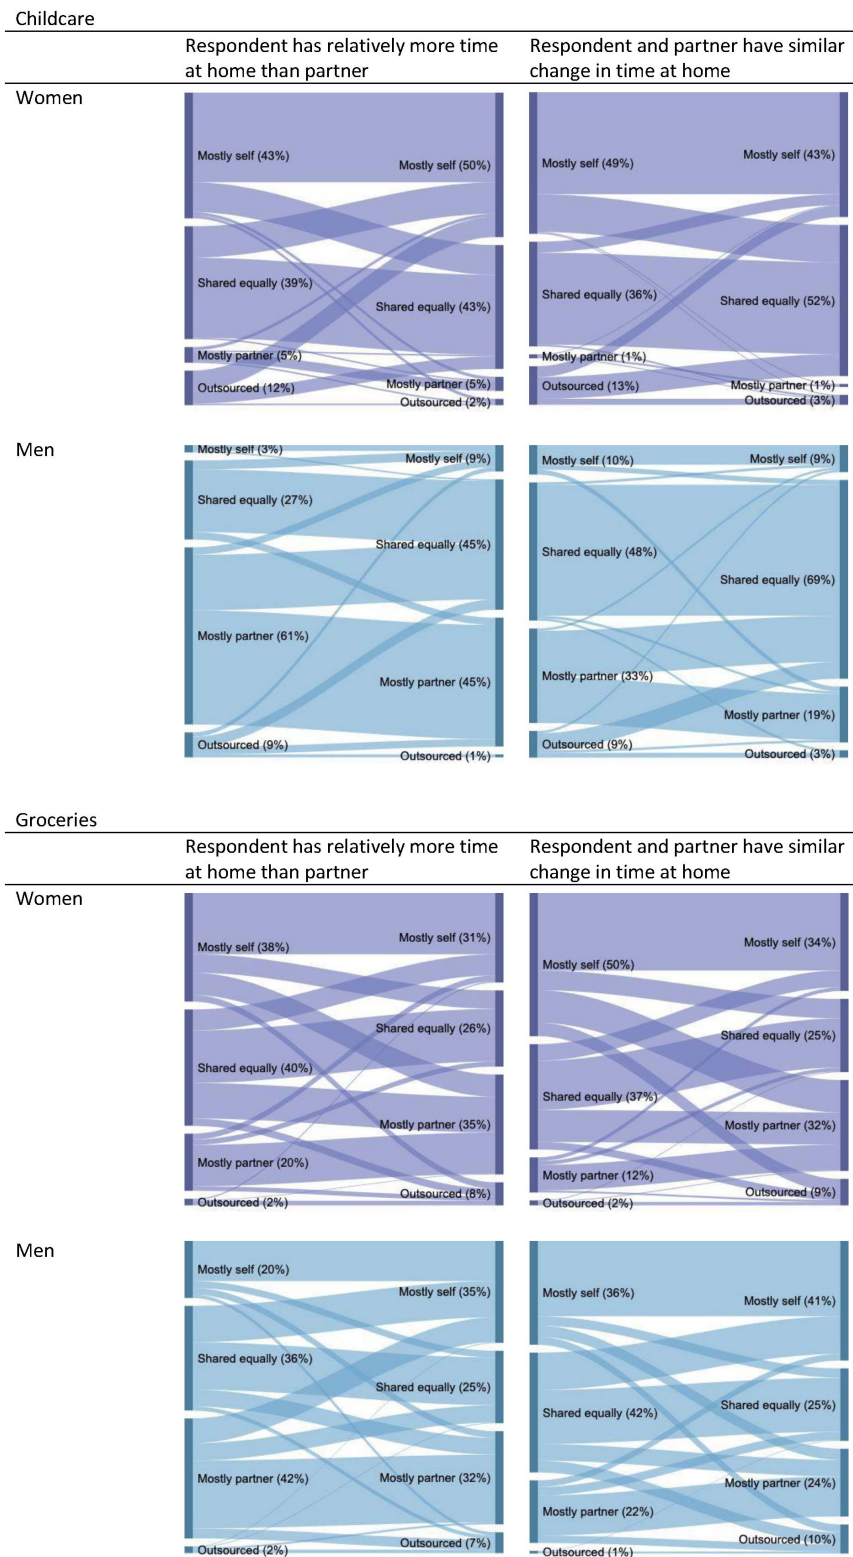 Childcare
Respondent has relatively more time
at home than partner
Respondent and partner have similar
change in time at home
Women
Mostly self (43%)
Shared equally (39%)
Mostly partner (5%)
Outsourced (12%)
Mostly self (50%)
Shared equally (43%)
Mostly partner (5%)
Outsourced (2%)
Mostly self (49%)
Shared equally (36%)
Mostly partner (1%)
Outsourced (13%)
Mostly self (43%)
Shared equally (52%)
Mostly partner (1%)
Outsourced (3%)
Men
Mostly self (3%)
Shared equally (27%)
Mostly partner (61%)
Outsourced (9%)
Mostly self (9%)
Shared equally (45%)
Mostly partner (45%)
Outsourced (1%)
Mostly self (10%)
Shared equally (48%)
Mostly partner (33%)
Outsourced (9%)
Mostly self (9%)
Shared equally (69%)
Mostly partner (19%)
Outsourced (3%)
Groceries
Respondent has relatively more time
at home than partner
Respondent and partner have similar
change in time at home
Women
Mostly self (38%)
Shared equally (40%)
Mostly partner (20%)
Outsourced (2%)
Mostly self (31%)
Shared equally (26%)
Mostly partner (35%)
Outsourced (8%)
Mostly self (50%)
Shared equally (37%)
Mostly partner (12%)
Outsourced (2%)
Mostly self (34%)
Shared equally (25%)
Mostly partner (32%)
Outsourced (9%)
Men
Mostly self (20%)
Shared equally (36%)
Mostly partner (42%)
Outsourced (2%)
Mostly self (35%)
Shared equally (25%)
Mostly partner (32%)
Outsourced (7%)
Mostly self (36%)
Shared equally (42%)
Mostly partner (22%)
Outsourced (1%)
Mostly self (41%)
Shared equally (25%)
Mostly partner (24%)
Outsourced (10%)